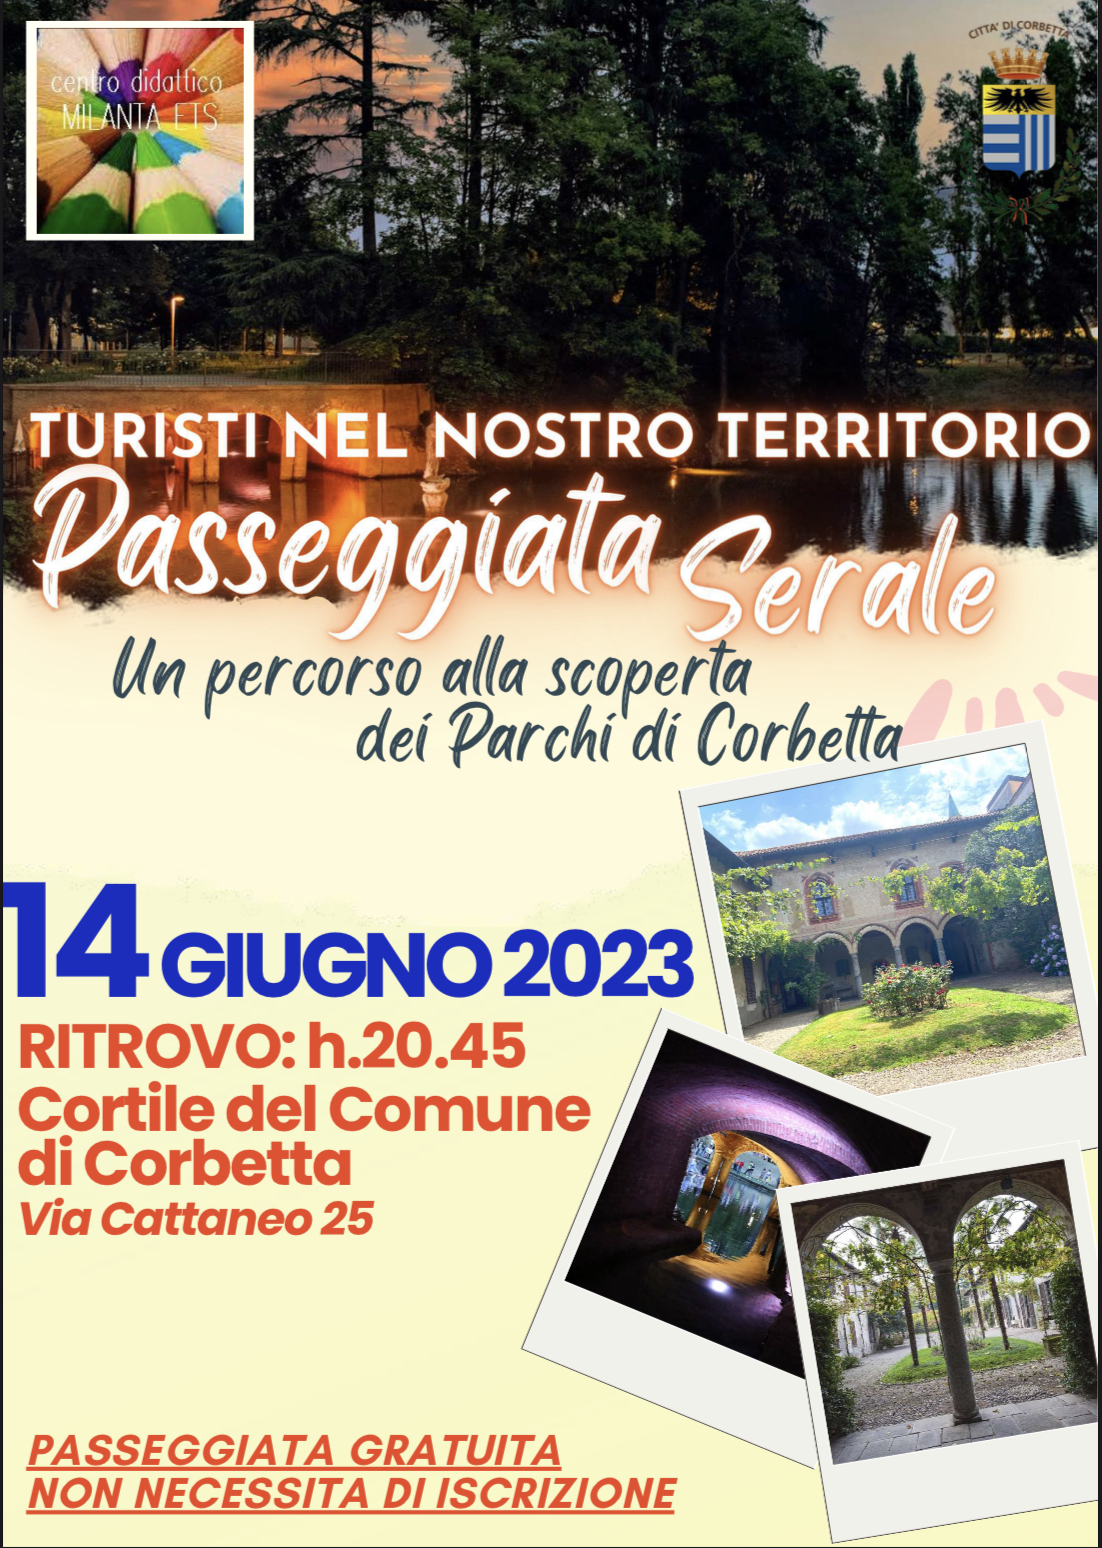 centro didattico
MILANTA ETS
CITTA' DI CORBETTA
TURISTI NEL NOSTRO TERRITORIO
Passeggiata Serale
Un percorso alla scoperta
dei Parchi di Corbetta
14 GIUGNO 2023
RITROVO: h.20.45
Cortile del Comune
di Corbetta
Via Cattaneo 25
PASSEGGIATA GRATUITA
NON NECESSITA DI ISCRIZIONE